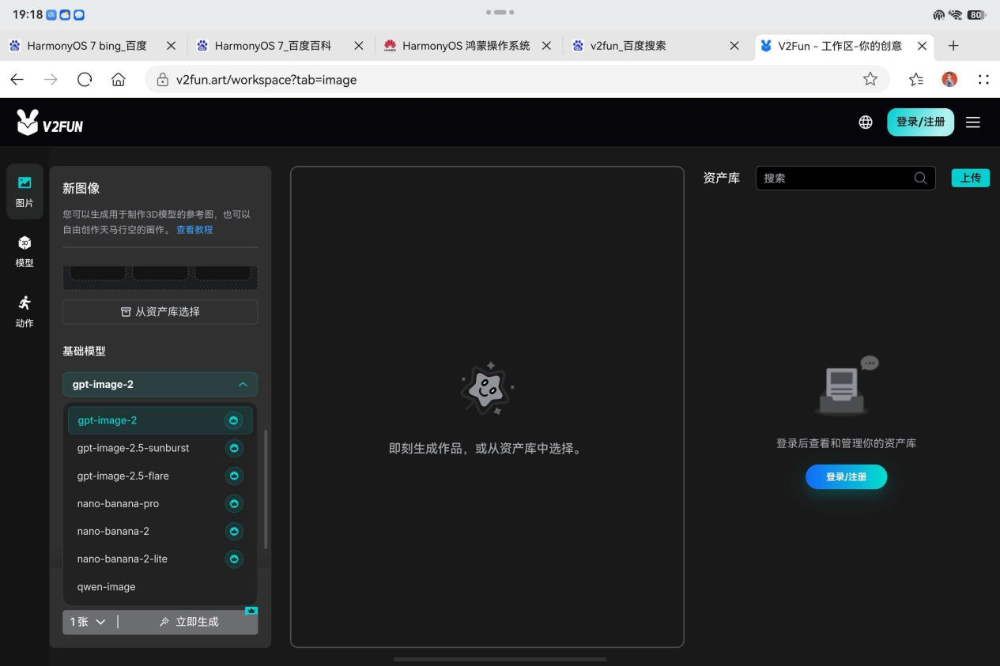 19:18
80
HarmonyOS 7 bing_百度
HarmonyOS 7_百度百科
HarmonyOS 鸿蒙操作系统
v2fun_百度搜索
V2Fun - 工作区-你的创意
v2fun.art/workspace?tab=image
V2FUN
登录/注册
图片
模型
动作
新图像
您可以生成用于制作3D模型的参考图，也可以
自由创作天马行空的画作。 查看教程
从资产库选择
基础模型
gpt-image-2
gpt-image-2
gpt-image-2.5-sunburst
gpt-image-2.5-flare
nano-banana-pro
nano-banana-2
nano-banana-2-lite
qwen-image
1 张
立即生成
即刻生成作品，或从资产库中选择。
资产库
搜索
上传
登录后查看和管理你的资产库
登录/注册